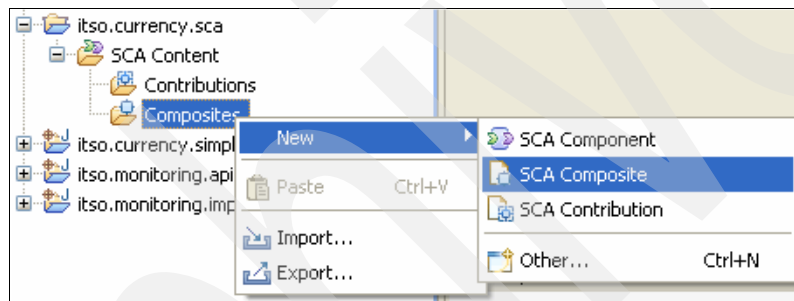 itso.currency.sca
SCA Content
Contributions
Composites
New
SCA Component
itso.currency.simpl
SCA Composite
itso.monitoring.api
Paste Ctrl+V
SCA Contribution
itso.monitoring.imp
Import...
Other... Ctrl+N
Export...